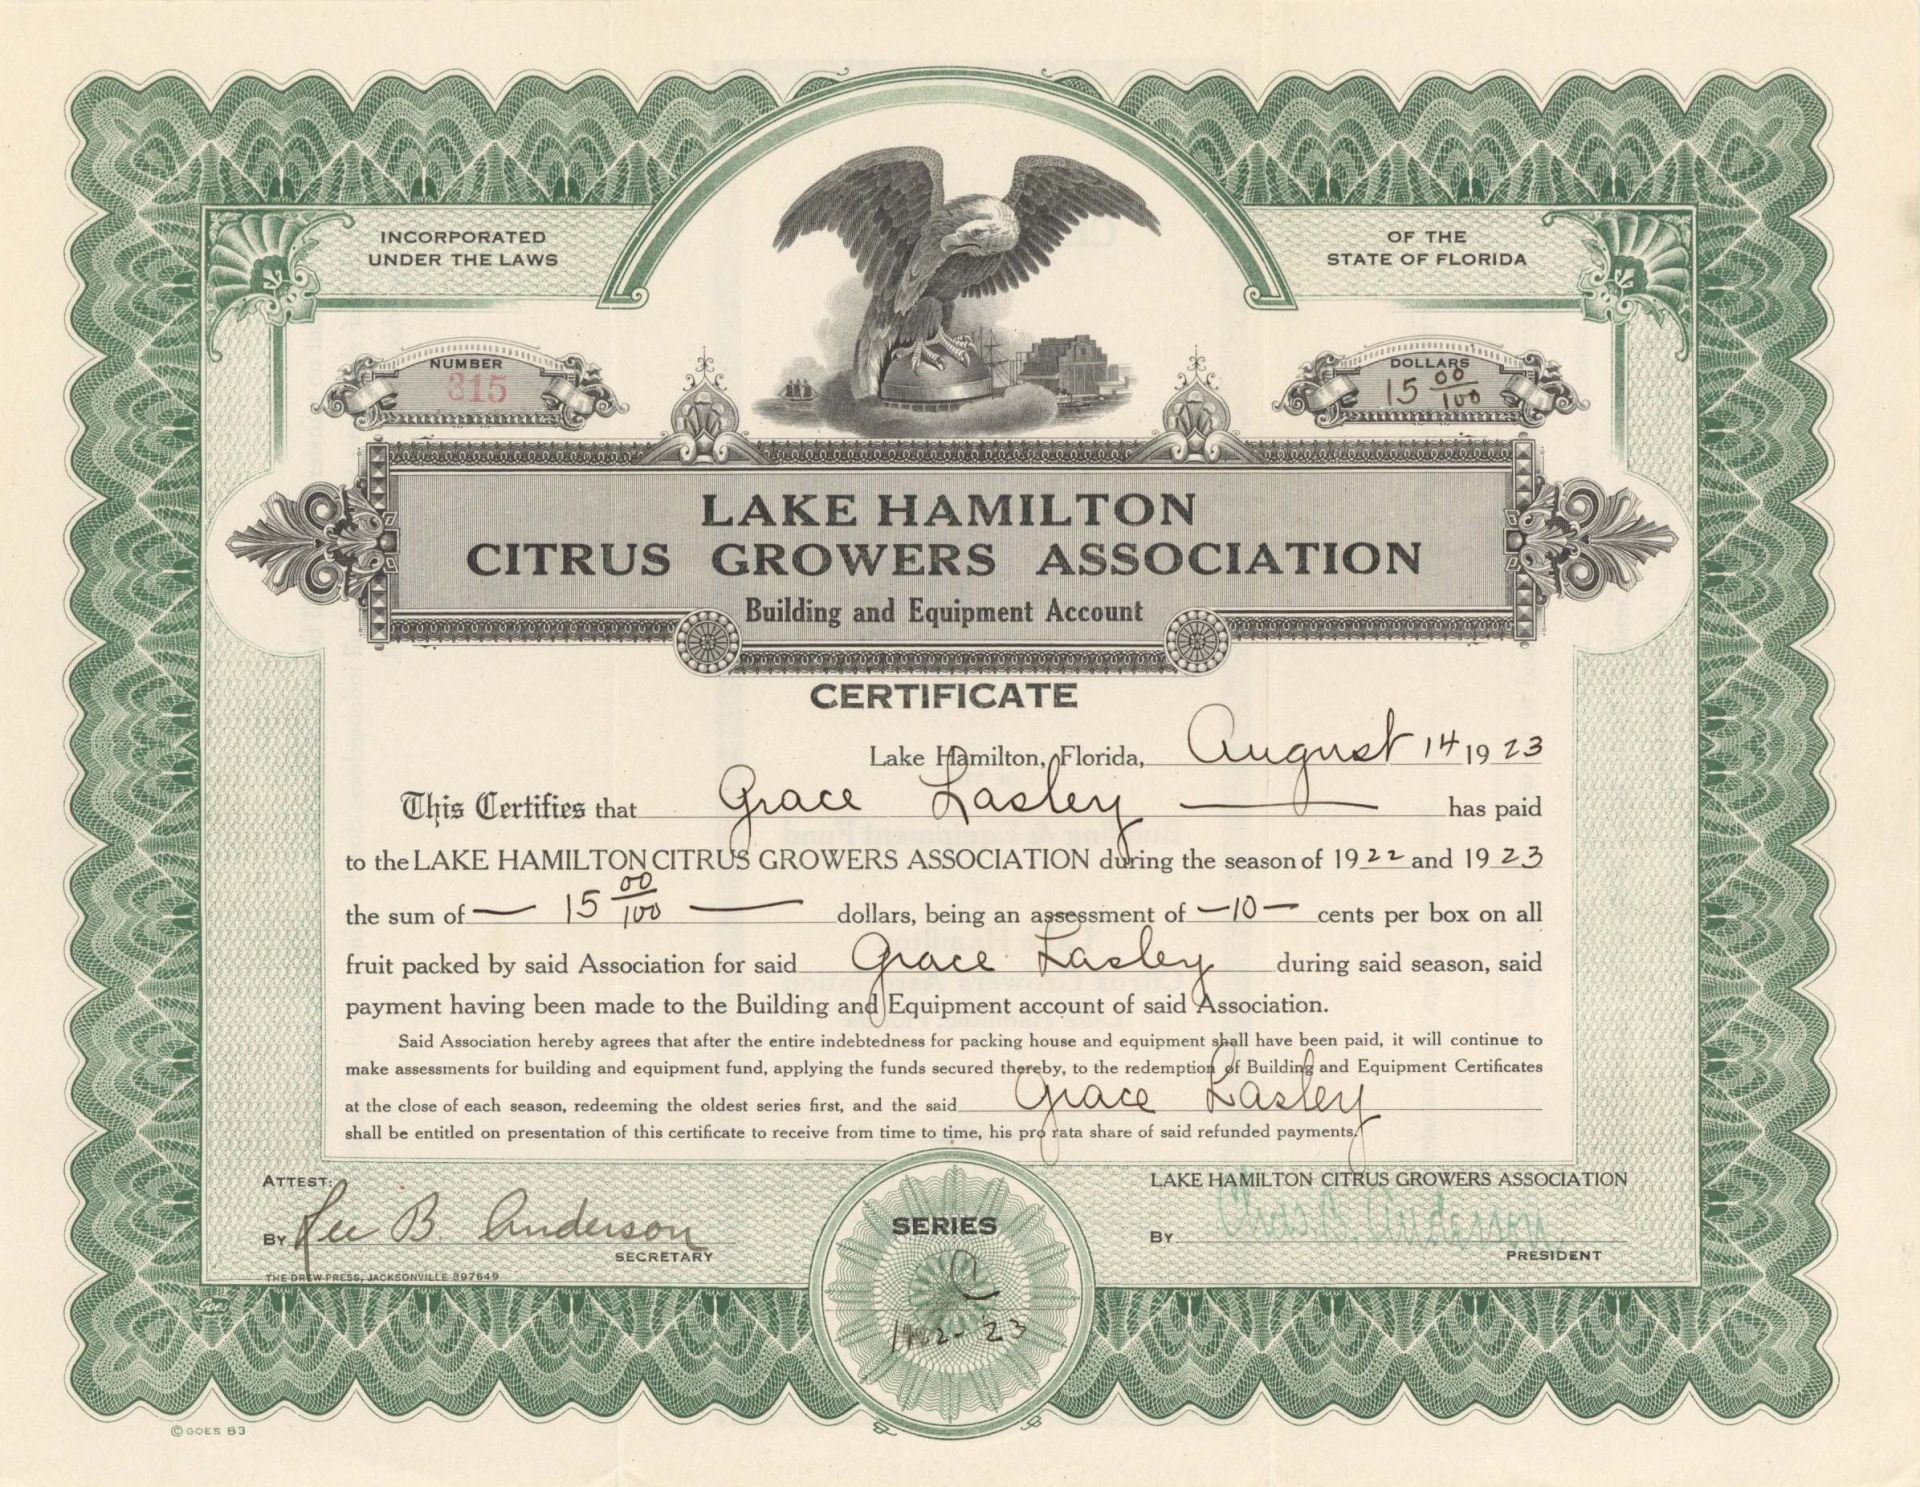 INCORPORATED
UNDER THE LAWS
OF THE
STATE OF FLORIDA
NUMBER
315
DOLLARS
15 00/100
LAKE HAMILTON
CITRUS GROWERS ASSOCIATION
Building and Equipment Account
CERTIFICATE
Lake Hamilton, Florida, August 14 1923
This Certifies that Grace Lasley has paid
to the LAKE HAMILTON CITRUS GROWERS ASSOCIATION during the season of 1922 and 1923
the sum of — 15 00/100 — dollars, being an assessment of —10— cents per box on all
fruit packed by said Association for said Grace Lasley during said season, said
payment having been made to the Building and Equipment account of said Association.
Said Association hereby agrees that after the entire indebtedness for packing house and equipment shall have been paid, it will continue to
make assessments for building and equipment fund, applying the funds secured thereby, to the redemption of Building and Equipment Certificates
at the close of each season, redeeming the oldest series first, and the said Grace Lasley
shall be entitled on presentation of this certificate to receive from time to time, his pro rata share of said refunded payments.
ATTEST:
BY Lee B. Anderson
SECRETARY
THE DREW PRESS, JACKSONVILLE 397649
Goes
SERIES
C
1922-23
LAKE HAMILTON CITRUS GROWERS ASSOCIATION
BY Anderson
PRESIDENT
© GOES 83